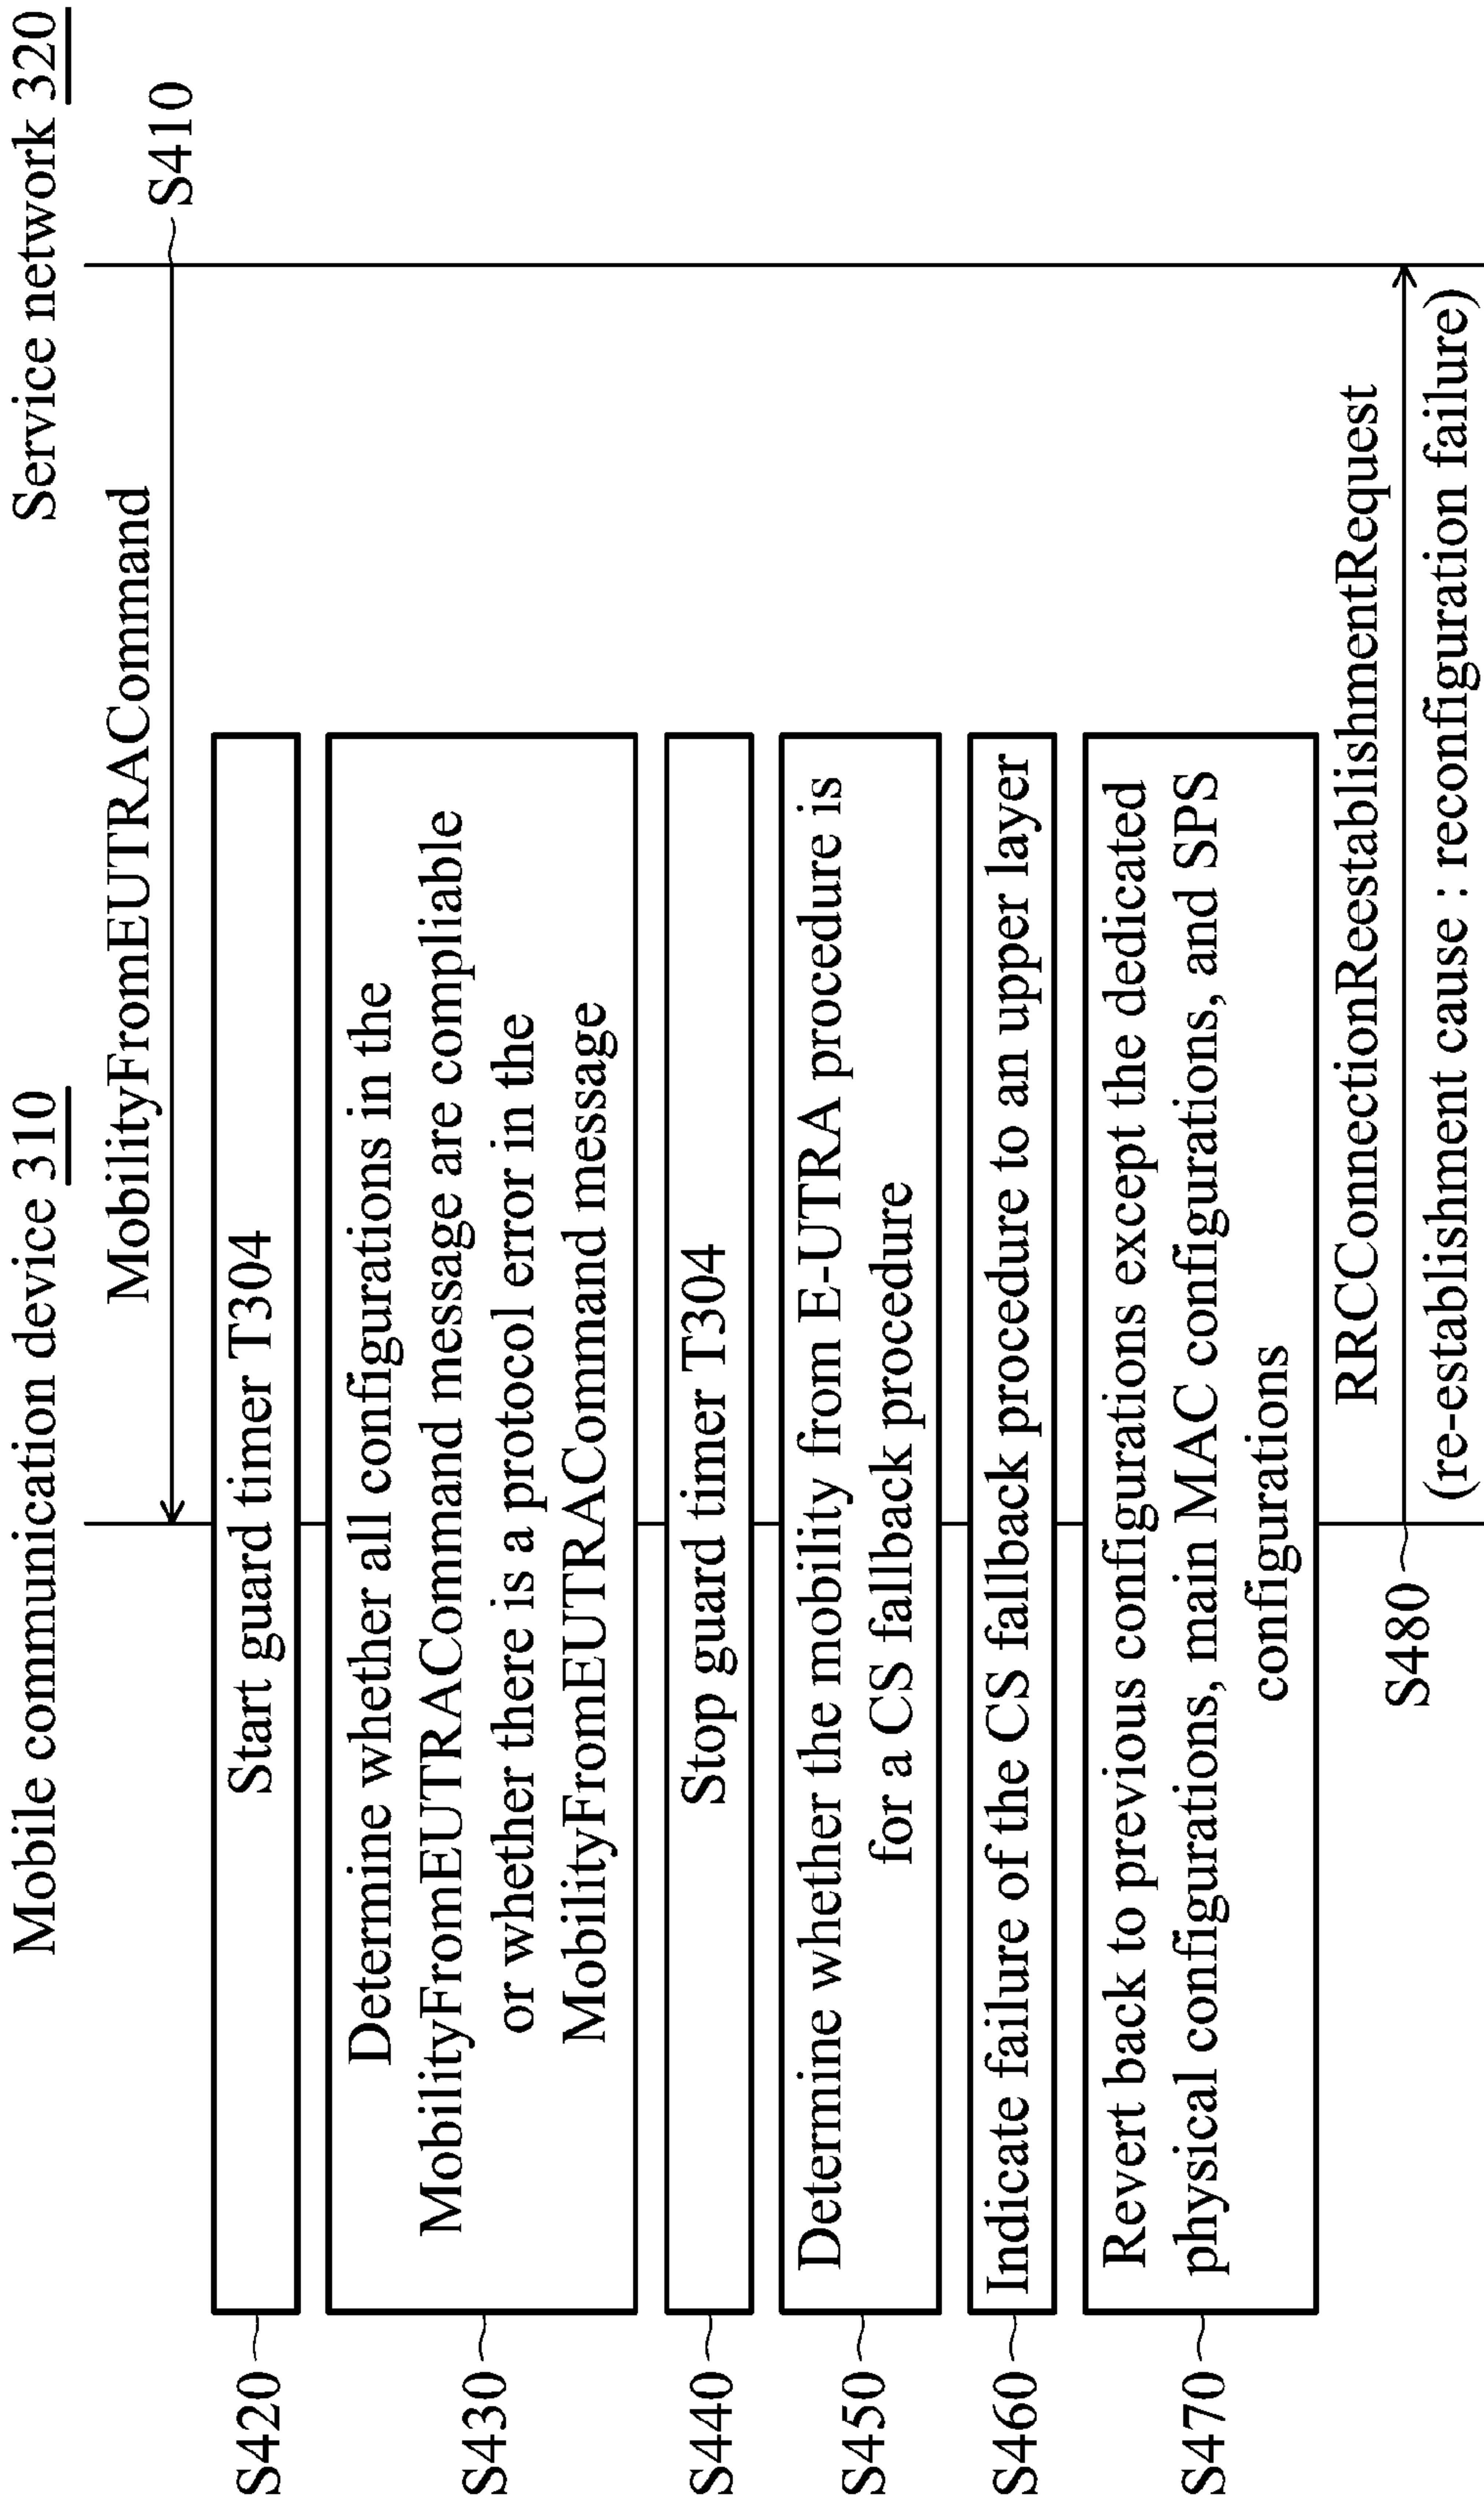 Mobile communication device 310
Service network 320
MobilityFromEUTRACommand
S410
S420
Start guard timer T304
S430
Determine whether all configurations in the
MobilityFromEUTRACommand message are compliable
or whether there is a protocol error in the
MobilityFromEUTRACommand message
S440
Stop guard timer T304
S450
Determine whether the mobility from E-UTRA procedure is
for a CS fallback procedure
S460
Indicate failure of the CS fallback procedure to an upper layer
S470
Revert back to previous configurations except the dedicated
physical configurations, main MAC configurations, and SPS
configurations
RRCConnectionReestablishmentRequest
S480
(re-establishment cause : reconfiguration failure)